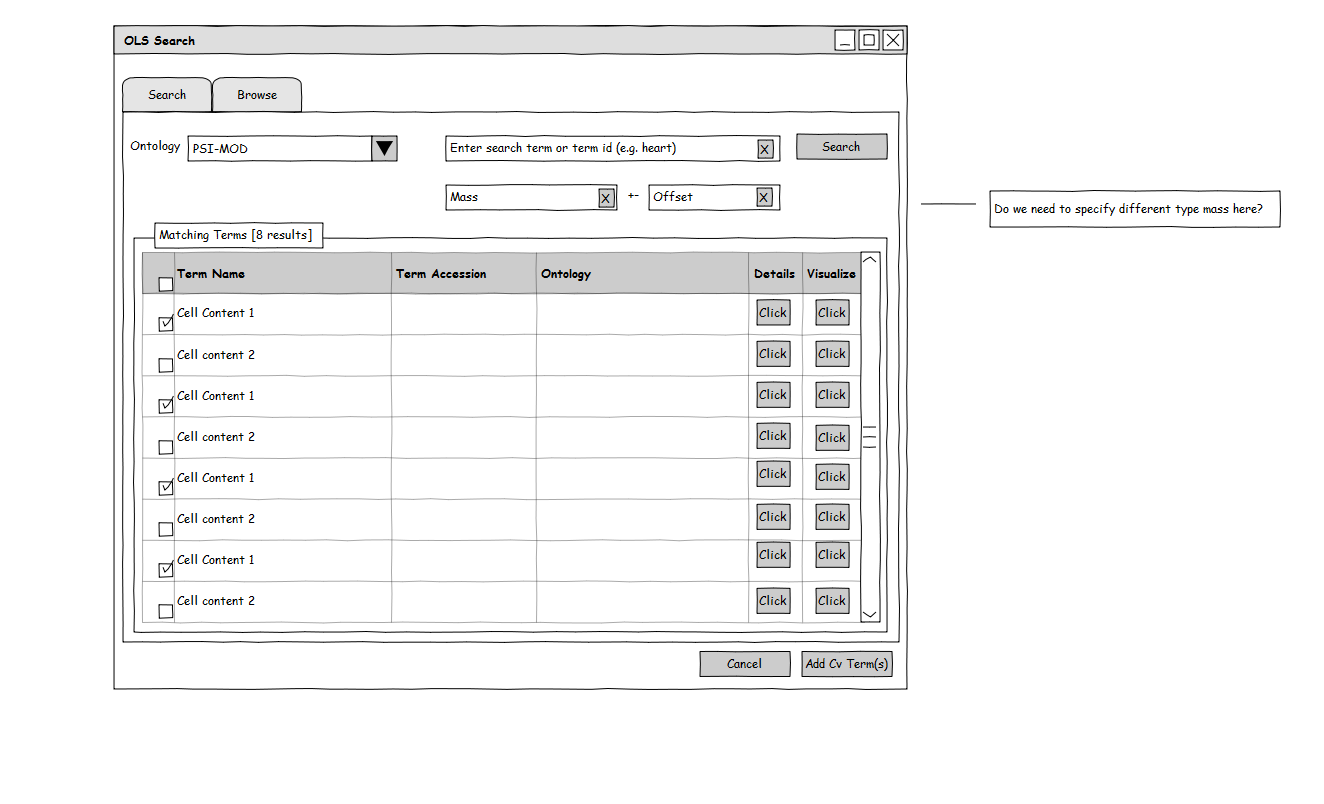 OLS Search
Search Browse
Ontology PSI-MOD Enter search term or term id (e.g. heart) X Search
Mass X +- Offset X
Do we need to specify different type mass here?
Matching Terms [8 results]
Term Name Term Accession Ontology Details Visualize
Cell Content 1 Click Click
Cell content 2 Click Click
Cell Content 1 Click Click
Cell content 2 Click Click
Cell Content 1 Click Click
Cell content 2 Click Click
Cell Content 1 Click Click
Cell content 2 Click Click
Cancel Add Cv Term(s)